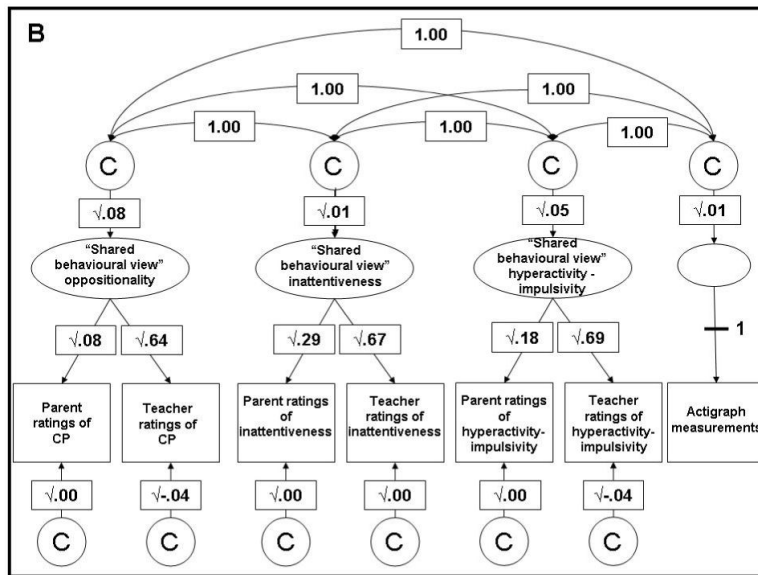 B
1.00
1.00
1.00
1.00
1.00
1.00
C
C
C
C
√.08
√.01
√.05
√.01
“Shared
behavioural view”
oppositionality
“Shared
behavioural view”
inattentiveness
“Shared
behavioural view”
hyperactivity -
impulsivity
√.08
√.64
√.29
√.67
√.18
√.69
1
Parent
ratings of
CP
Teacher
ratings of
CP
Parent ratings
of
inattentiveness
Teacher
ratings of
inattentiveness
Parent ratings
of
hyperactivity-
impulsivity
Teacher
ratings of
hyperactivity-
impulsivity
Actigraph
measurements
√.00
√-.04
√.00
√.00
√.00
√-.04
C
C
C
C
C
C